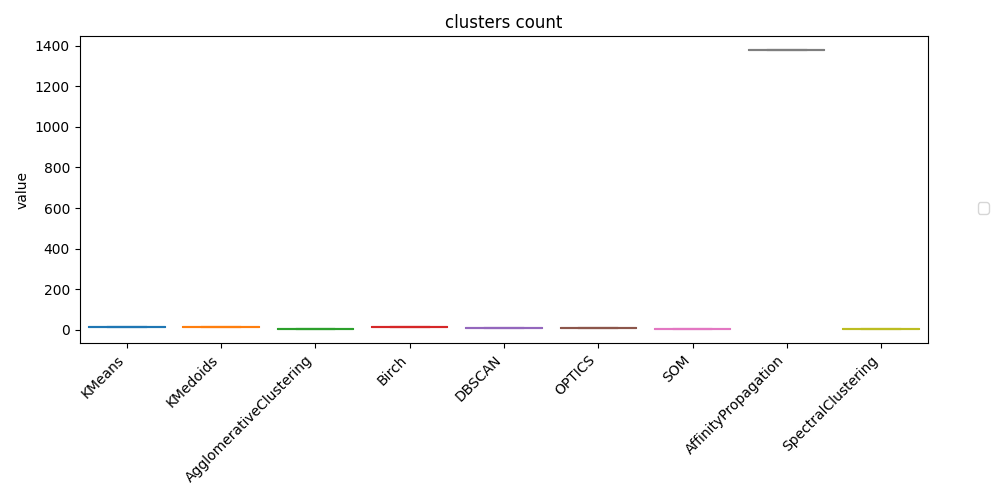 clusters count
value
1400
1200
1000
800
600
400
200
0
KMeans
KMedoids
AgglomerativeClustering
Birch
DBSCAN
OPTICS
SOM
AffinityPropagation
SpectralClustering